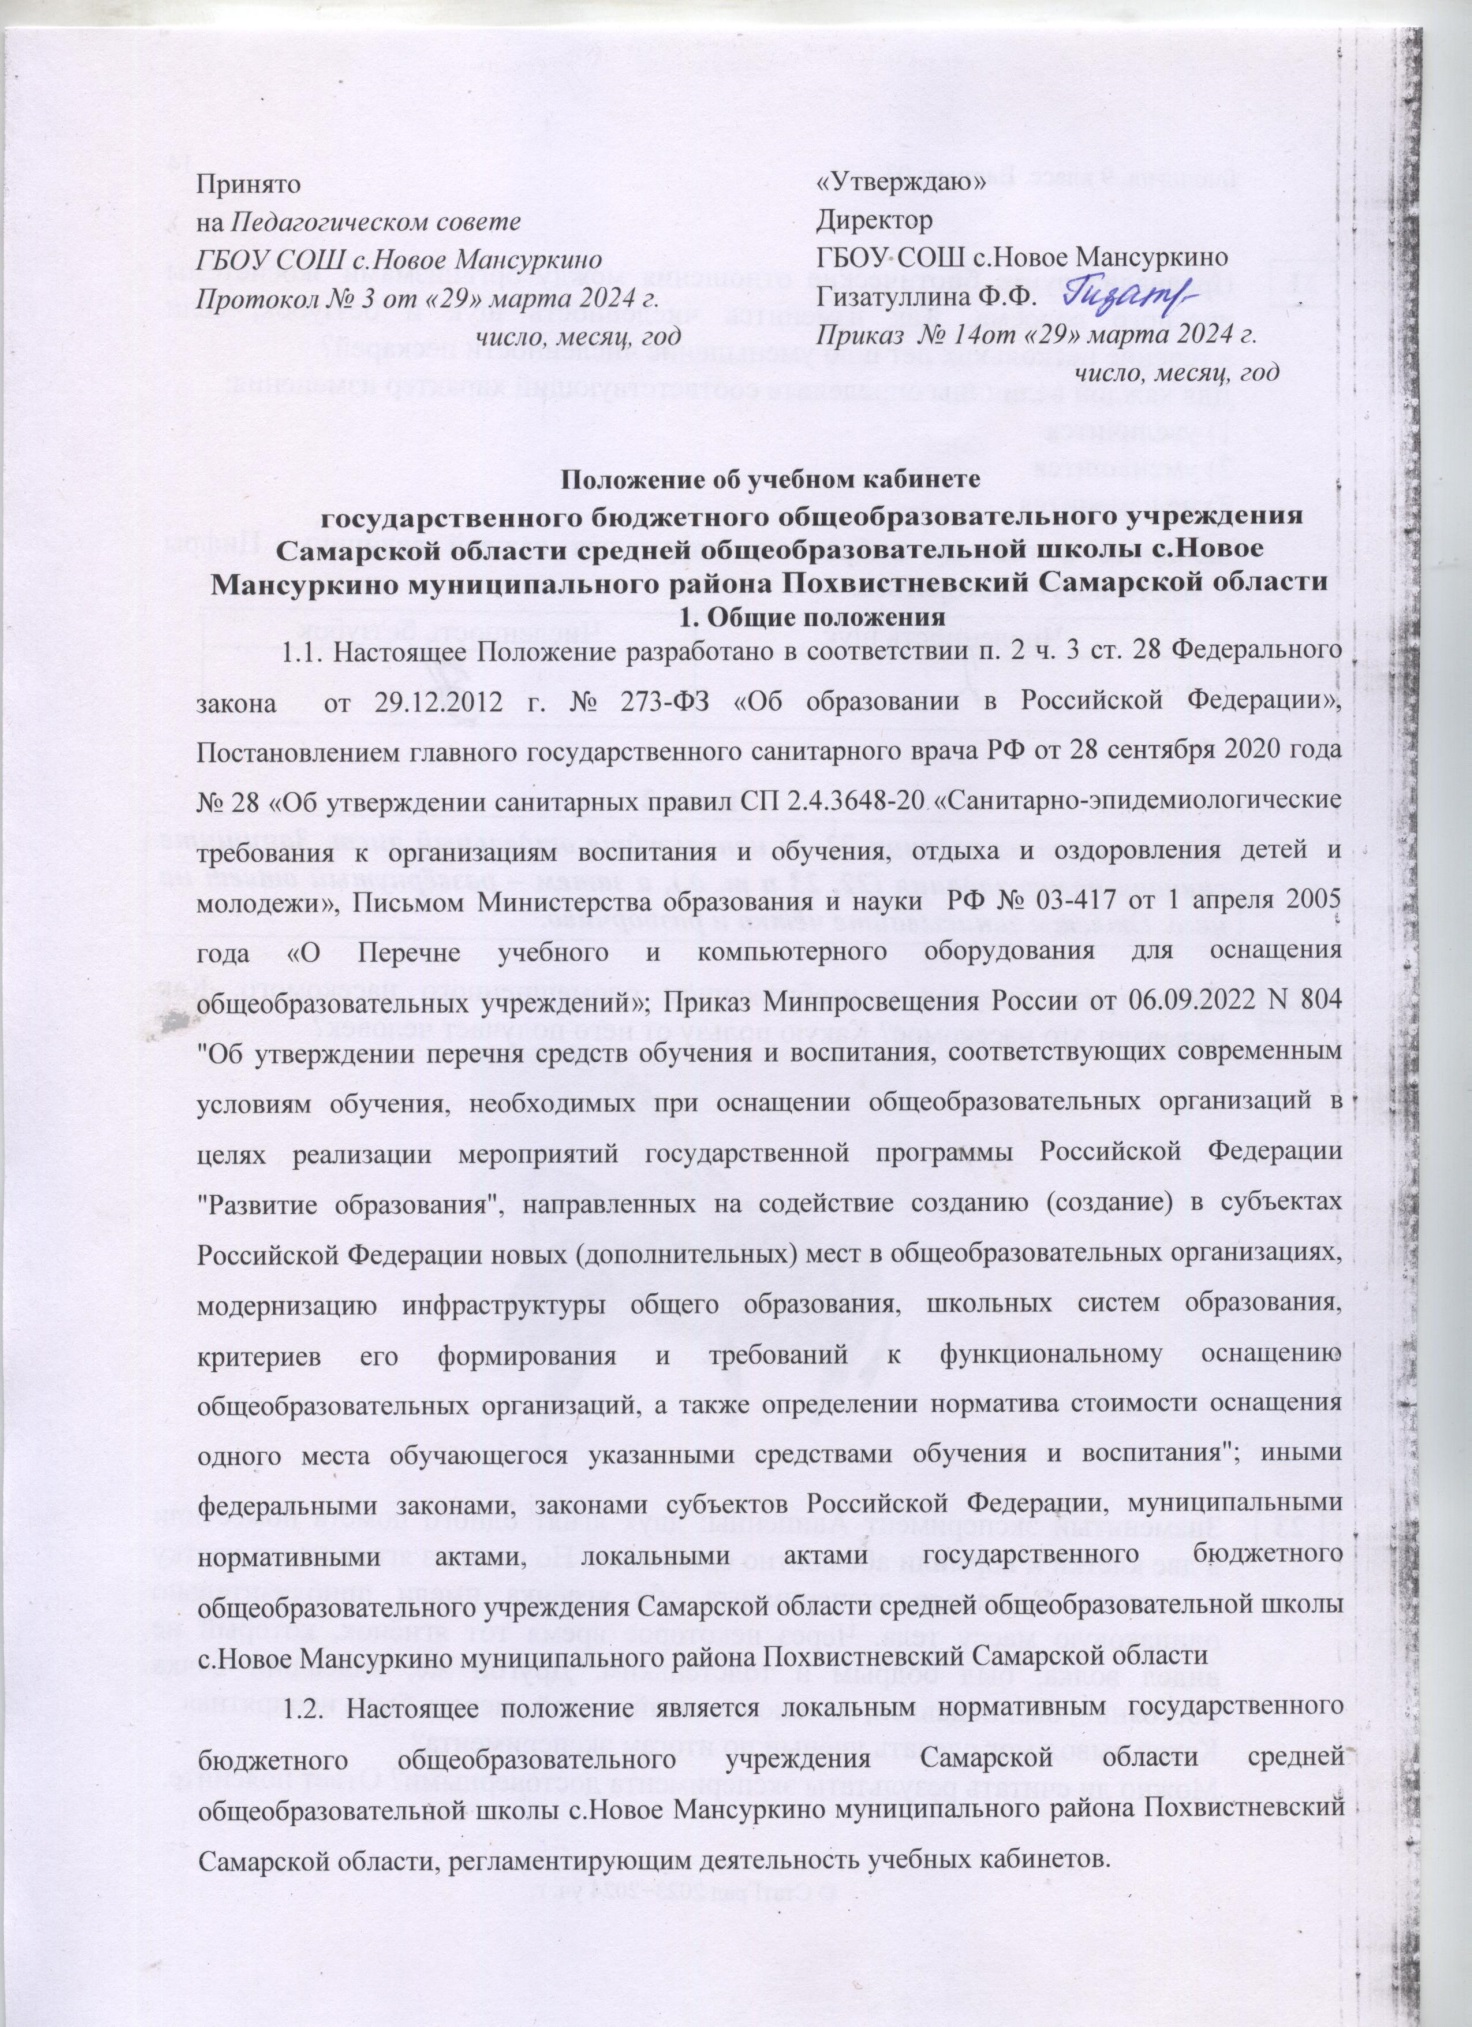 Принято
на Педагогическом совете
ГБОУ СОШ с.Новое Мансуркино
Протокол № 3 от «29» марта 2024 г.
число, месяц, год
«Утверждаю»
Директор
ГБОУ СОШ с.Новое Мансуркино
Гизатуллина Ф.Ф. Гизат
Приказ № 14от «29» марта 2024 г.
число, месяц, год
Положение об учебном кабинете
государственного бюджетного общеобразовательного учреждения
Самарской области средней общеобразовательной школы с.Новое
Мансуркино муниципального района Похвистневский Самарской области
1. Общие положения
1.1. Настоящее Положение разработано в соответствии п. 2 ч. 3 ст. 28 Федерального
закона от 29.12.2012 г. № 273-ФЗ «Об образовании в Российской Федерации»,
Постановлением главного государственного санитарного врача РФ от 28 сентября 2020 года
№ 28 «Об утверждении санитарных правил СП 2.4.3648-20 «Санитарно-эпидемиологические
требования к организациям воспитания и обучения, отдыха и оздоровления детей и
молодежи», Письмом Министерства образования и науки РФ № 03-417 от 1 апреля 2005
года «О Перечне учебного и компьютерного оборудования для оснащения
общеобразовательных учреждений»; Приказ Минпросвещения России от 06.09.2022 N 804
"Об утверждении перечня средств обучения и воспитания, соответствующих современным
условиям обучения, необходимых при оснащении общеобразовательных организаций в
целях реализации мероприятий государственной программы Российской Федерации
"Развитие образования", направленных на содействие созданию (создание) в субъектах
Российской Федерации новых (дополнительных) мест в общеобразовательных организациях,
модернизацию инфраструктуры общего образования, школьных систем образования,
критериев его формирования и требований к функциональному оснащению
общеобразовательных организаций, а также определении норматива стоимости оснащения
одного места обучающегося указанными средствами обучения и воспитания"; иными
федеральными законами, законами субъектов Российской Федерации, муниципальными
нормативными актами, локальными актами государственного бюджетного
общеобразовательного учреждения Самарской области средней общеобразовательной школы
с.Новое Мансуркино муниципального района Похвистневский Самарской области
1.2. Настоящее положение является локальным нормативным государственного
бюджетного общеобразовательного учреждения Самарской области средней
общеобразовательной школы с.Новое Мансуркино муниципального района Похвистневский
Самарской области, регламентирующим деятельность учебных кабинетов.